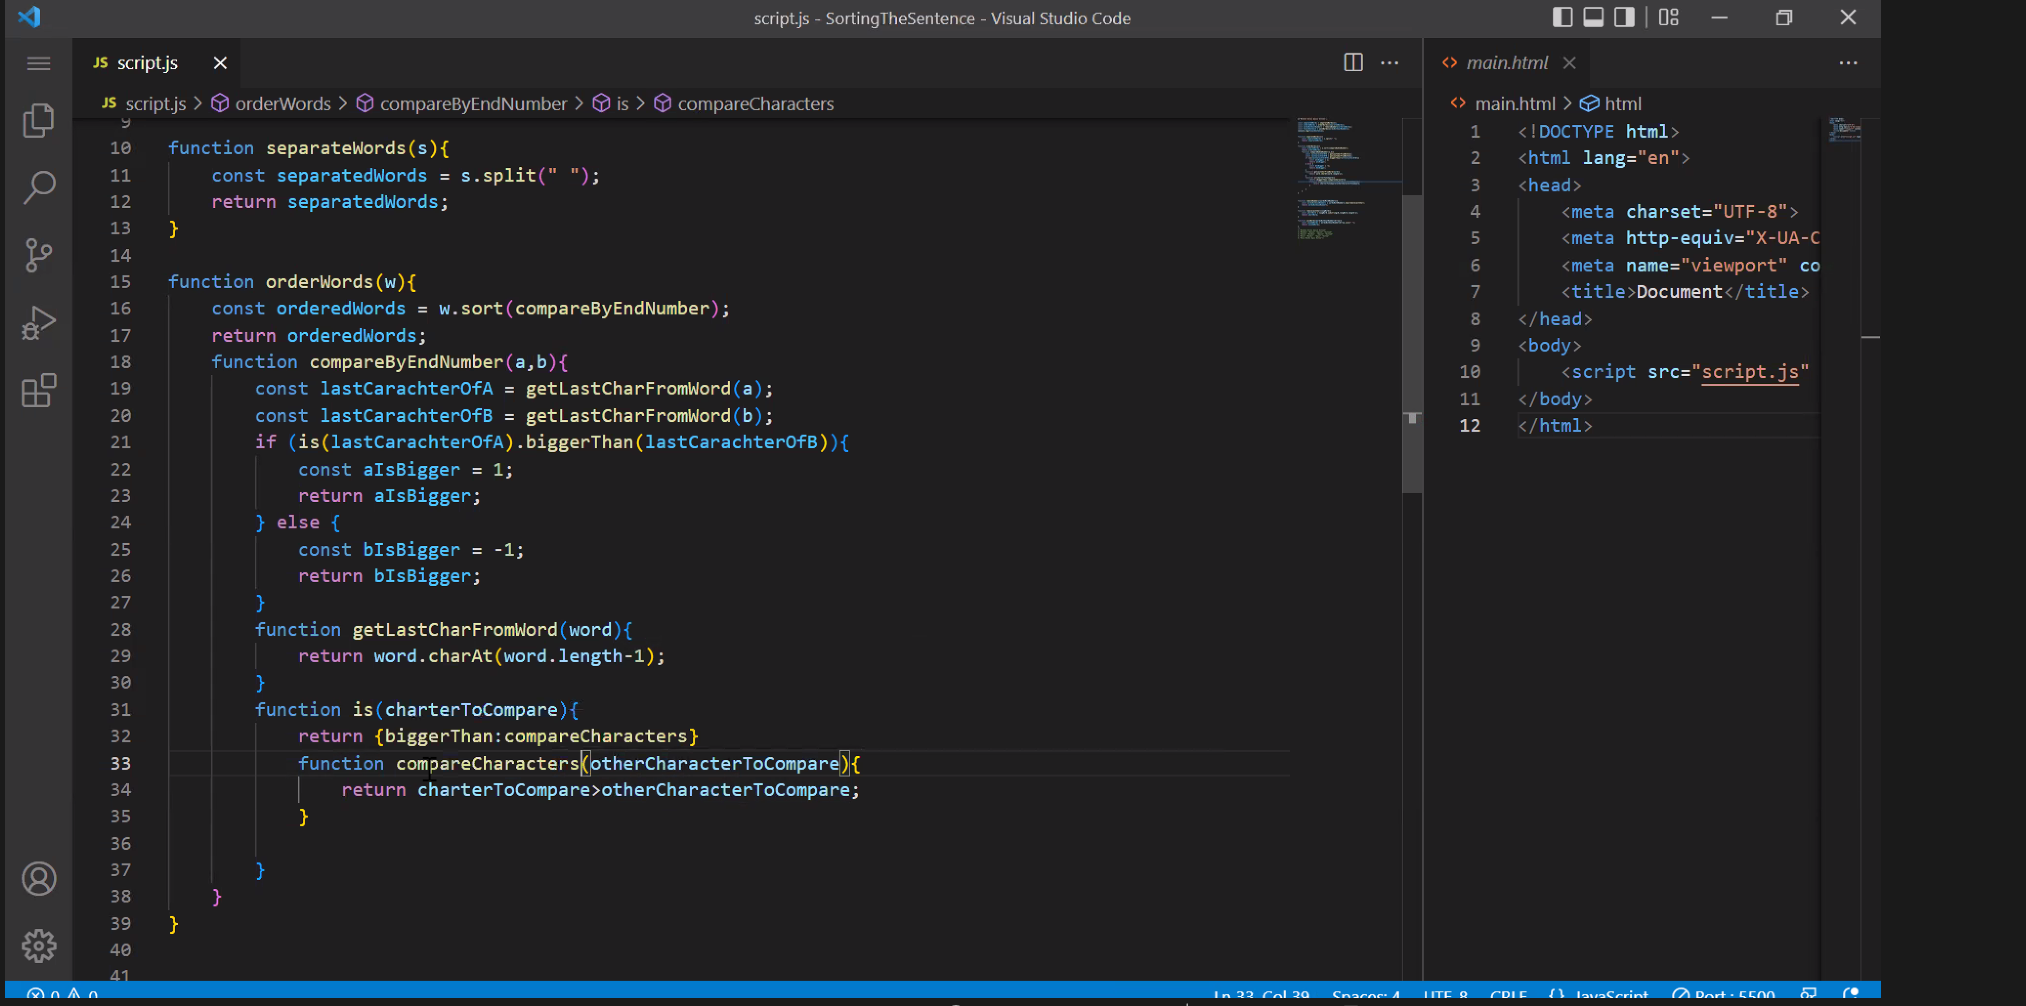 script.js - SortingTheSentence - Visual Studio Code
JS script.js
JS script.js > orderWords > compareByEndNumber > is > compareCharacters
9
10 function separateWords(s){
11 const separatedWords = s.split(" ");
12 return separatedWords;
13 }
14
15 function orderWords(w){
16 const orderedWords = w.sort(compareByEndNumber);
17 return orderedWords;
18 function compareByEndNumber(a,b){
19 const lastCarachterOfA = getLastCharFromWord(a);
20 const lastCarachterOfB = getLastCharFromWord(b);
21 if (is(lastCarachterOfA).biggerThan(lastCarachterOfB)){
22 const aIsBigger = 1;
23 return aIsBigger;
24 } else {
25 const bIsBigger = -1;
26 return bIsBigger;
27 }
28 function getLastCharFromWord(word){
29 return word.charAt(word.length-1);
30 }
31 function is(charterToCompare){
32 return {biggerThan:compareCharacters}
33 function compareCharacters(otherCharacterToCompare){
34 return charterToCompare>otherCharacterToCompare;
35 }
36
37 }
38 }
39 }
40
41
main.html
main.html > html
1 <!DOCTYPE html>
2 <html lang="en">
3 <head>
4 <meta charset="UTF-8">
5 <meta http-equiv="X-UA-C
6 <meta name="viewport" co
7 <title>Document</title>
8 </head>
9 <body>
10 <script src="script.js"
11 </body>
12 </html>
0 0 Ln 33, Col 39 Spaces: 4 UTF-8 CRLF {} JavaScript Port : 5500